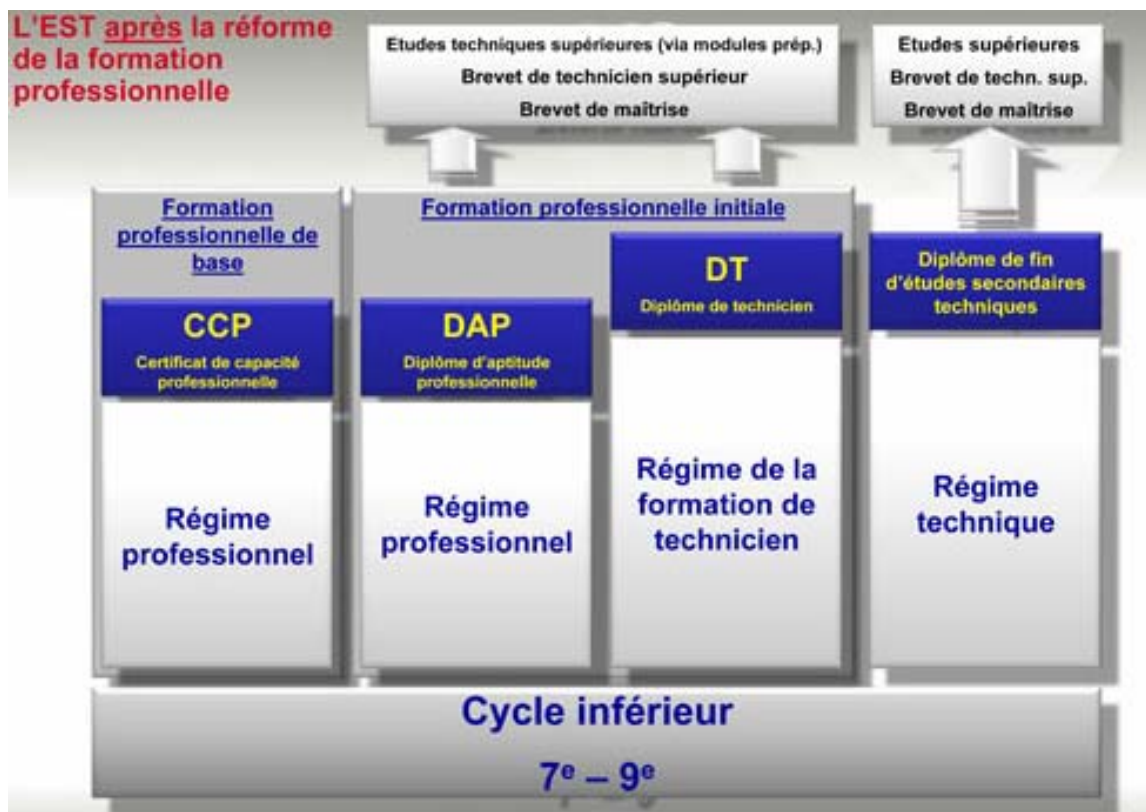 L'EST après la réforme
de la formation
professionnelle
Etudes techniques supérieures (via modules prép.)
Brevet de technicien supérieur
Brevet de maîtrise
Etudes supérieures
Brevet de techn. sup.
Brevet de maîtrise
Formation
professionnelle de
base
Formation professionnelle initiale
CCP
Certificat de capacité
professionnelle
DAP
Diplôme d'aptitude
professionnelle
DT
Diplôme de technicien
Diplôme de fin
d'études secondaires
techniques
Régime
professionnel
Régime
professionnel
Régime de la
formation de
technicien
Régime
technique
Cycle inférieur
7e – 9e